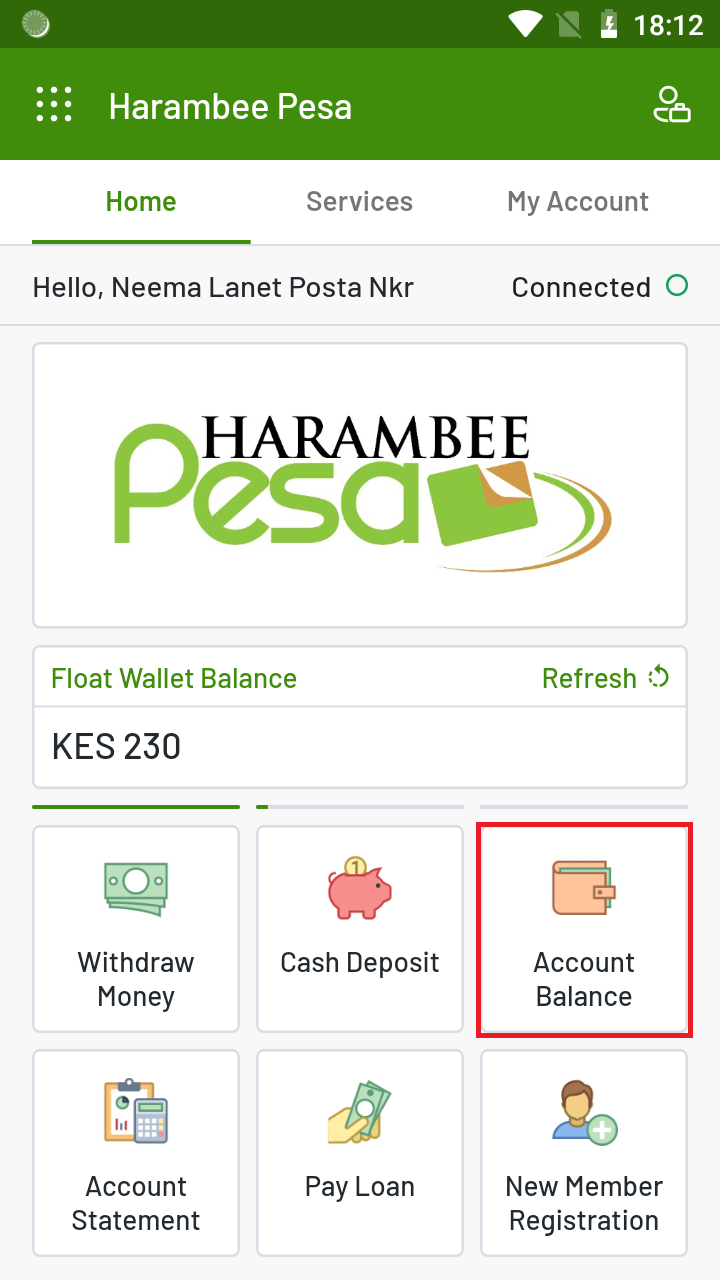 18:12
Harambee Pesa
Home Services My Account
Hello, Neema Lanet Posta Nkr Connected
HARAMBEE
Pesa
Float Wallet Balance Refresh
KES 230
Withdraw
Money
1
Cash Deposit
Account
Balance
Account
Statement
Pay Loan
New Member
Registration